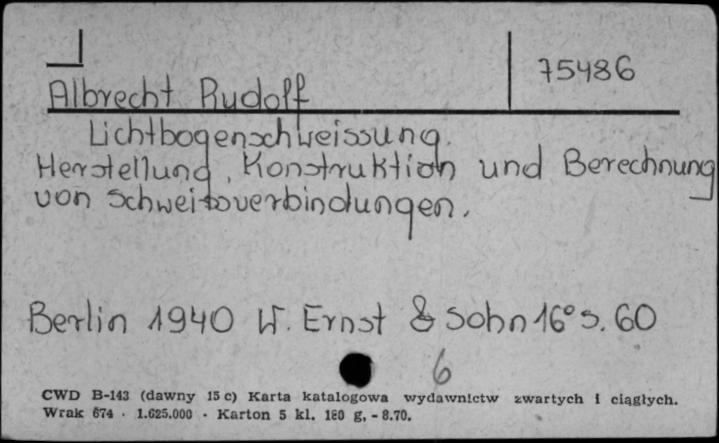 75486
Albrecht Rudolf
Lichtbogenschweissung.
Herstellung, Konstruktion und Berechnung
von Schweißverbindungen.
Berlin 1940 W. Ernst & Sohn 16° s. 60
6
CWD B-143 (dawny 15 c) Karta katalogowa wydawnictw zwartych i ciągłych.
Wrak 674 · 1.625.000 · Karton 5 kl. 180 g. - 8.70.